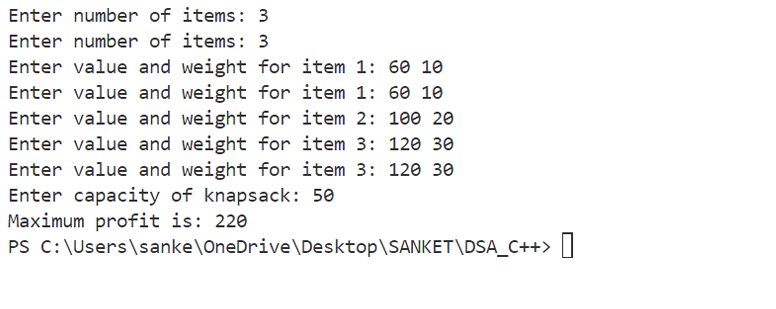 Enter number of items: 3
Enter number of items: 3
Enter value and weight for item 1: 60 10
Enter value and weight for item 1: 60 10
Enter value and weight for item 2: 100 20
Enter value and weight for item 3: 120 30
Enter value and weight for item 3: 120 30
Enter capacity of knapsack: 50
Maximum profit is: 220
PS C:\Users\sanke\OneDrive\Desktop\SANKET\DSA_C++>